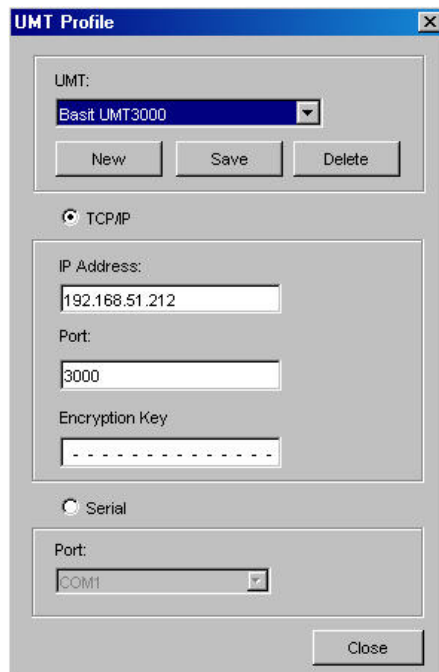 UMT Profile
UMT:
Basit UMT3000
New Save Delete
TCP/IP
IP Address:
192.168.51.212
Port:
3000
Encryption Key
- - - - - - - - - - - - - -
Serial
Port:
COM1
Close